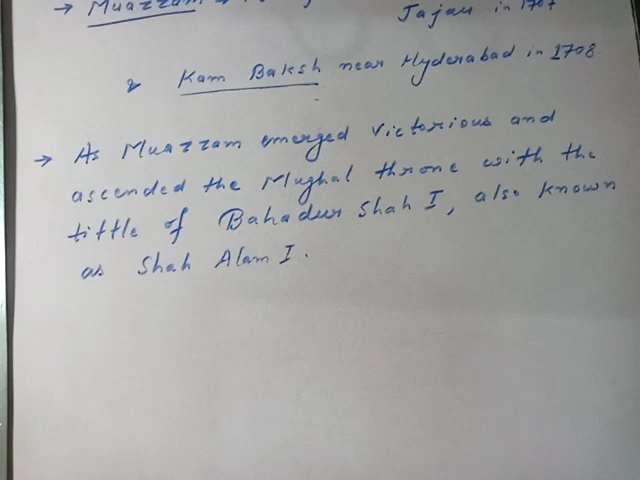 → Muazzam →
Jajau in 1707
& Kam Baksh near Hyderabad in 1708
→ As Muazzam emerged victorious and
ascended the Mughal throne with the
tittle of Bahadur Shah I, also known
as Shah Alam I.